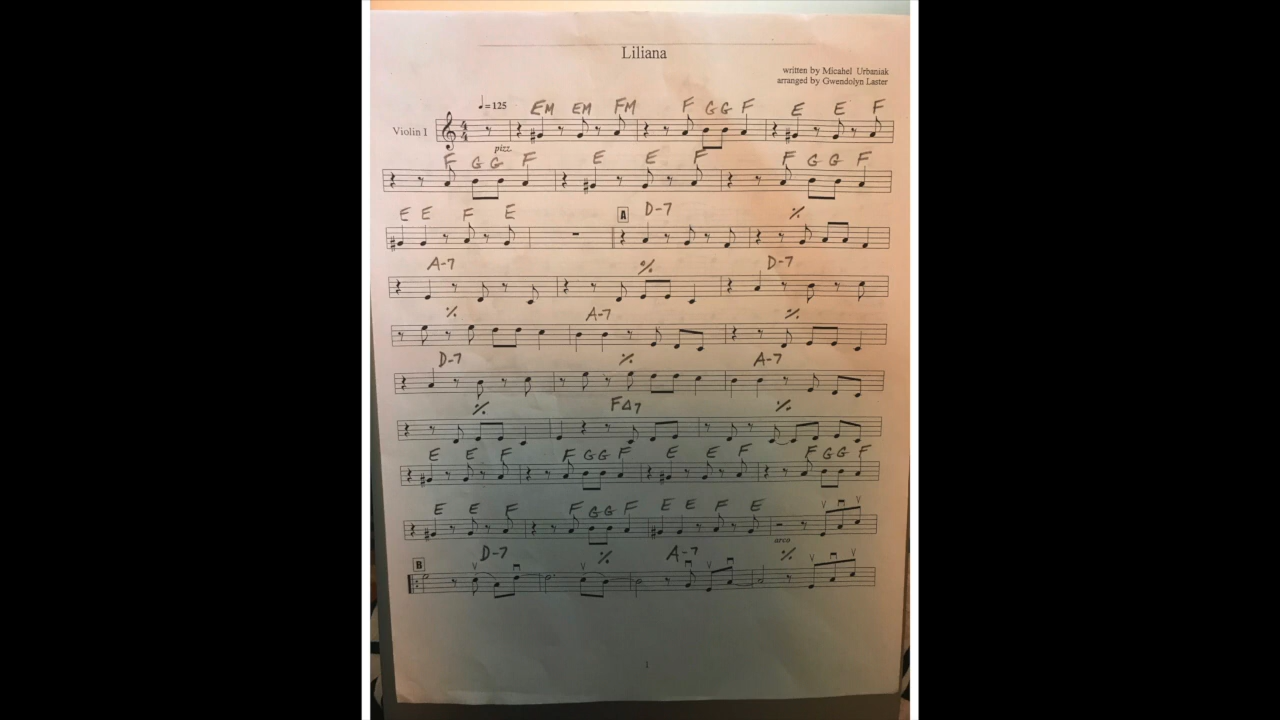 Liliana
written by Micahel Urbaniak
arranged by Gwendolyn Laster
♩=125 EM EM FM F G G F E E F
Violin I
pizz.
F G G F E E F F G G F
E E F E A D-7 ٪
A-7 ٪ D-7
٪ A-7 ٪
D-7 ٪ A-7
٪ F△7 ٪
E E F F G G F E E F F G G F
E E F F G G F E E F E
arco
B D-7 ٪ A-7 ٪
1